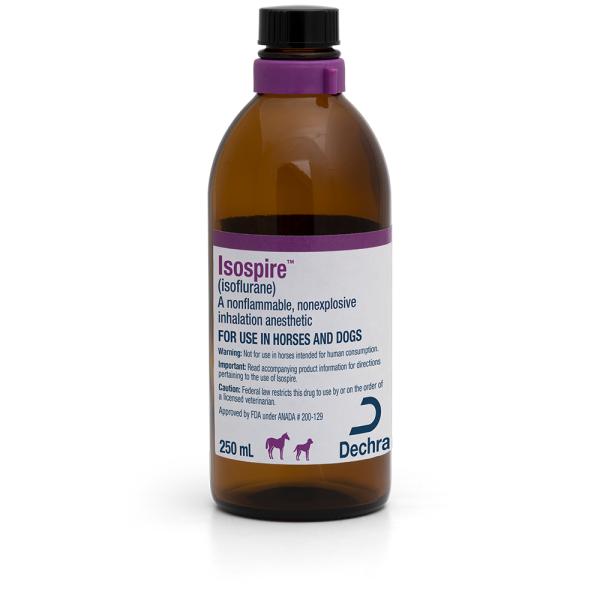 Isospire™
(isoflurane)
A nonflammable, nonexplosive
inhalation anesthetic
FOR USE IN HORSES AND DOGS
Warning: Not for use in horses intended for human consumption.
Important: Read accompanying product information for directions
pertaining to the use of Isospire.
Caution: Federal law restricts this drug to use by or on the order of
a licensed veterinarian.
Approved by FDA under ANADA # 200-129
250 mL
Dechra